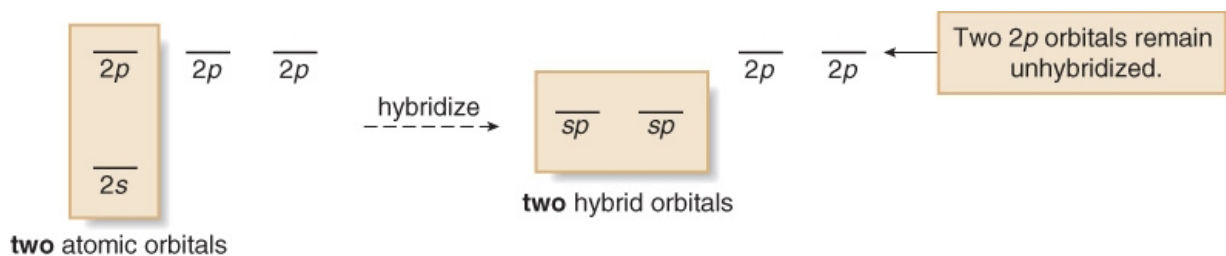 2p 2p 2p
2s
two atomic orbitals
hybridize
sp sp
two hybrid orbitals
2p 2p
Two 2p orbitals remain
unhybridized.